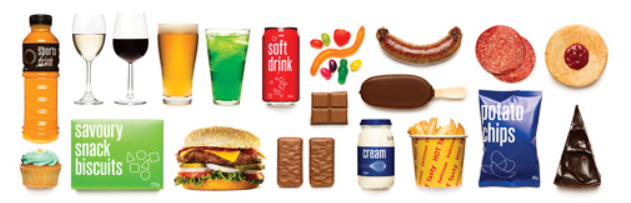 sports
drink
soft
drink
savoury
snack
biscuits
cream
HOT
Tasty
potato
chips